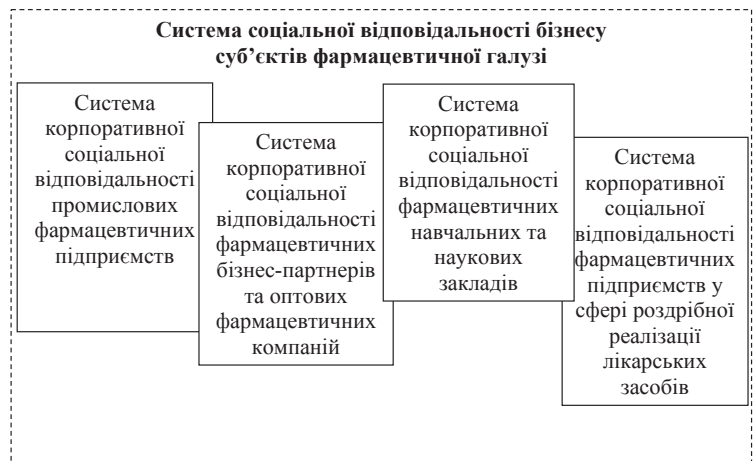 Система соціальної відповідальності бізнесу
суб’єктів фармацевтичної галузі
Система
корпоративної
соціальної
відповідальності
промислових
фармацевтичних
підприємств
Система
корпоративної
соціальної
відповідальності
фармацевтичних
бізнес-партнерів
та оптових
фармацевтичних
компаній
Система
корпоративної
соціальної
відповідальності
фармацевтичних
навчальних та
наукових
закладів
Система
корпоративної
соціальної
відповідальності
фармацевтичних
підприємств у
сфері роздрібної
реалізації
лікарських
засобів